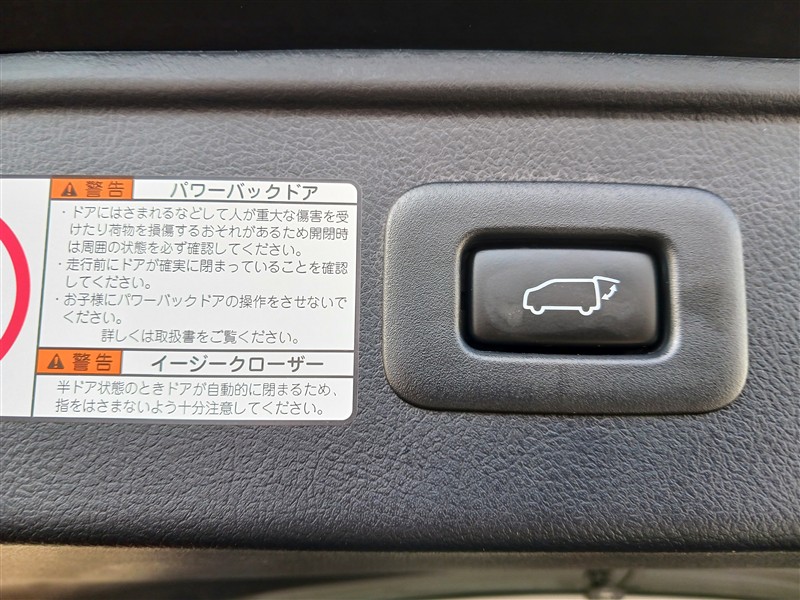 警告 パワーバックドア
・ドアにはさまれるなどして人が重大な傷害を受
けたり荷物を損傷するおそれがあるため開閉時
は周囲の状態を必ず確認してください。
・走行前にドアが確実に閉まっていることを確認
してください。
・お子様にパワーバックドアの操作をさせないで
ください。
詳しくは取扱書をご覧ください。
警告 イージークローザー
半ドア状態のときドアが自動的に閉まるため、
指をはさまないよう十分注意してください。